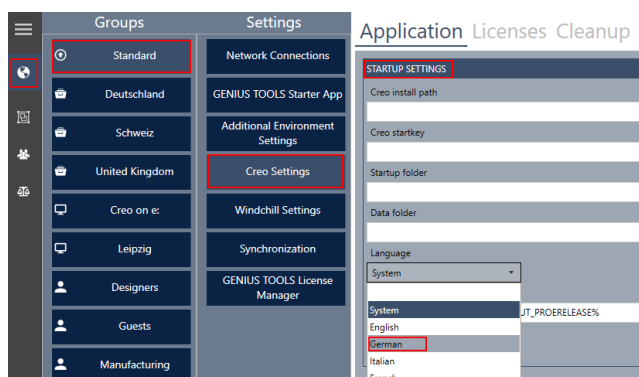 Groups
Standard
Deutschland
Schweiz
United Kingdom
Creo on e:
Leipzig
Designers
Guests
Manufacturing
Settings
Network Connections
GENIUS TOOLS Starter App
Additional Environment
Settings
Creo Settings
Windchill Settings
Synchronization
GENIUS TOOLS License
Manager
Application Licenses Cleanup
STARTUP SETTINGS
Creo install path
Creo startkey
Startup folder
Data folder
Language
System
System
UT_PROERELEASE%
English
German
Italian